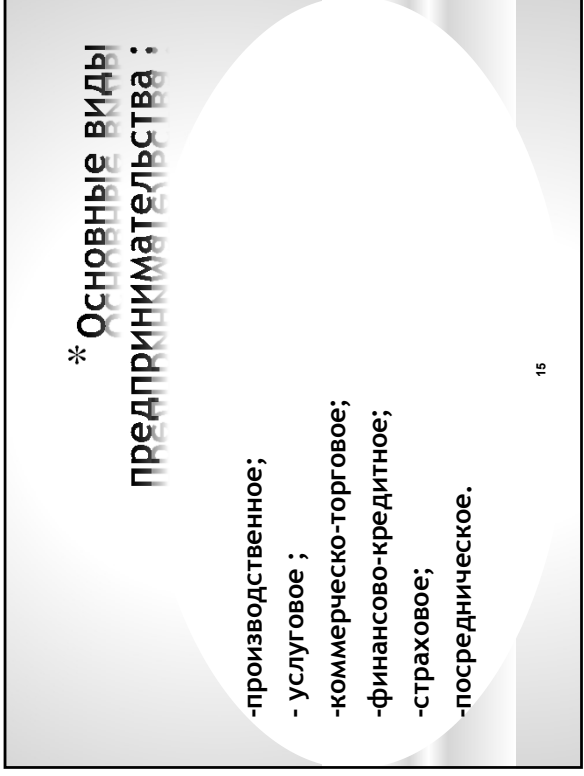 * Основные виды
предпринимательства :
-производственное;
- услуговое ;
-коммерческо-торговое;
-финансово-кредитное;
-страховое;
-посредническое.
15